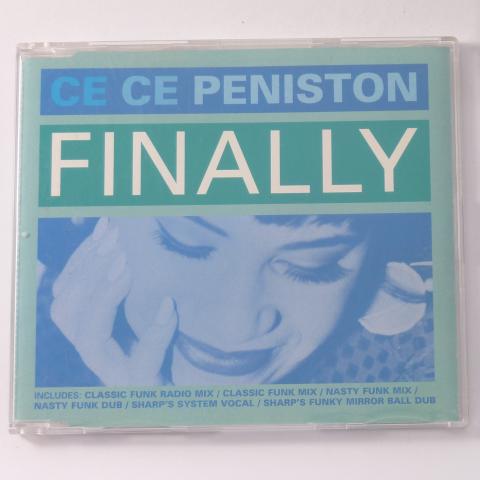 CE CE PENISTON
FINALLY
INCLUDES: CLASSIC FUNK RADIO MIX / CLASSIC FUNK MIX / NASTY FUNK MIX /
NASTY FUNK DUB / SHARP'S SYSTEM VOCAL / SHARP'S FUNKY MIRROR BALL DUB